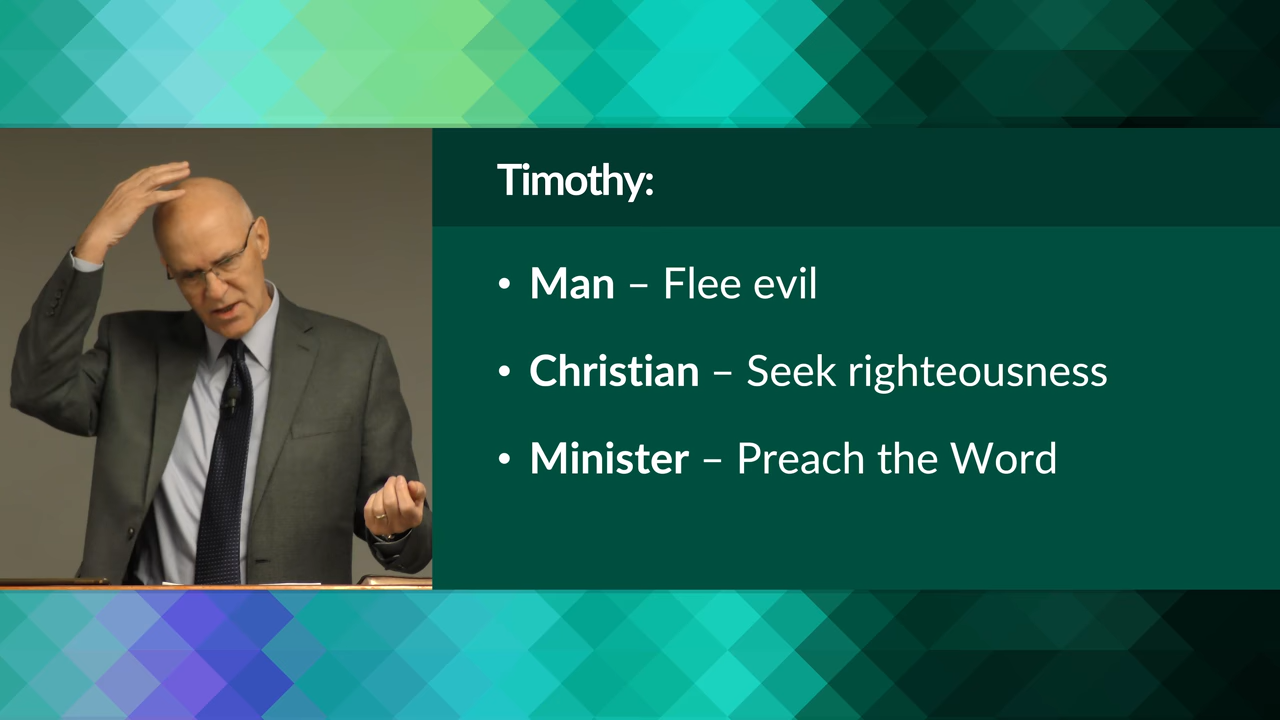 Timothy:
• Man – Flee evil
• Christian – Seek righteousness
• Minister – Preach the Word